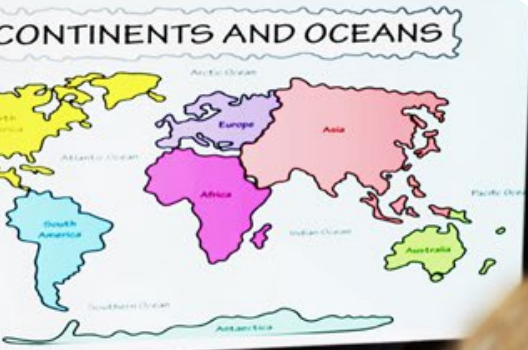 CONTINENTS AND OCEANS
Arctic Ocean
Europe
Asia
Atlantic Ocean
Africa
Pacific
South
America
Indian Ocean
Australia
Southern Ocean
Antarctica